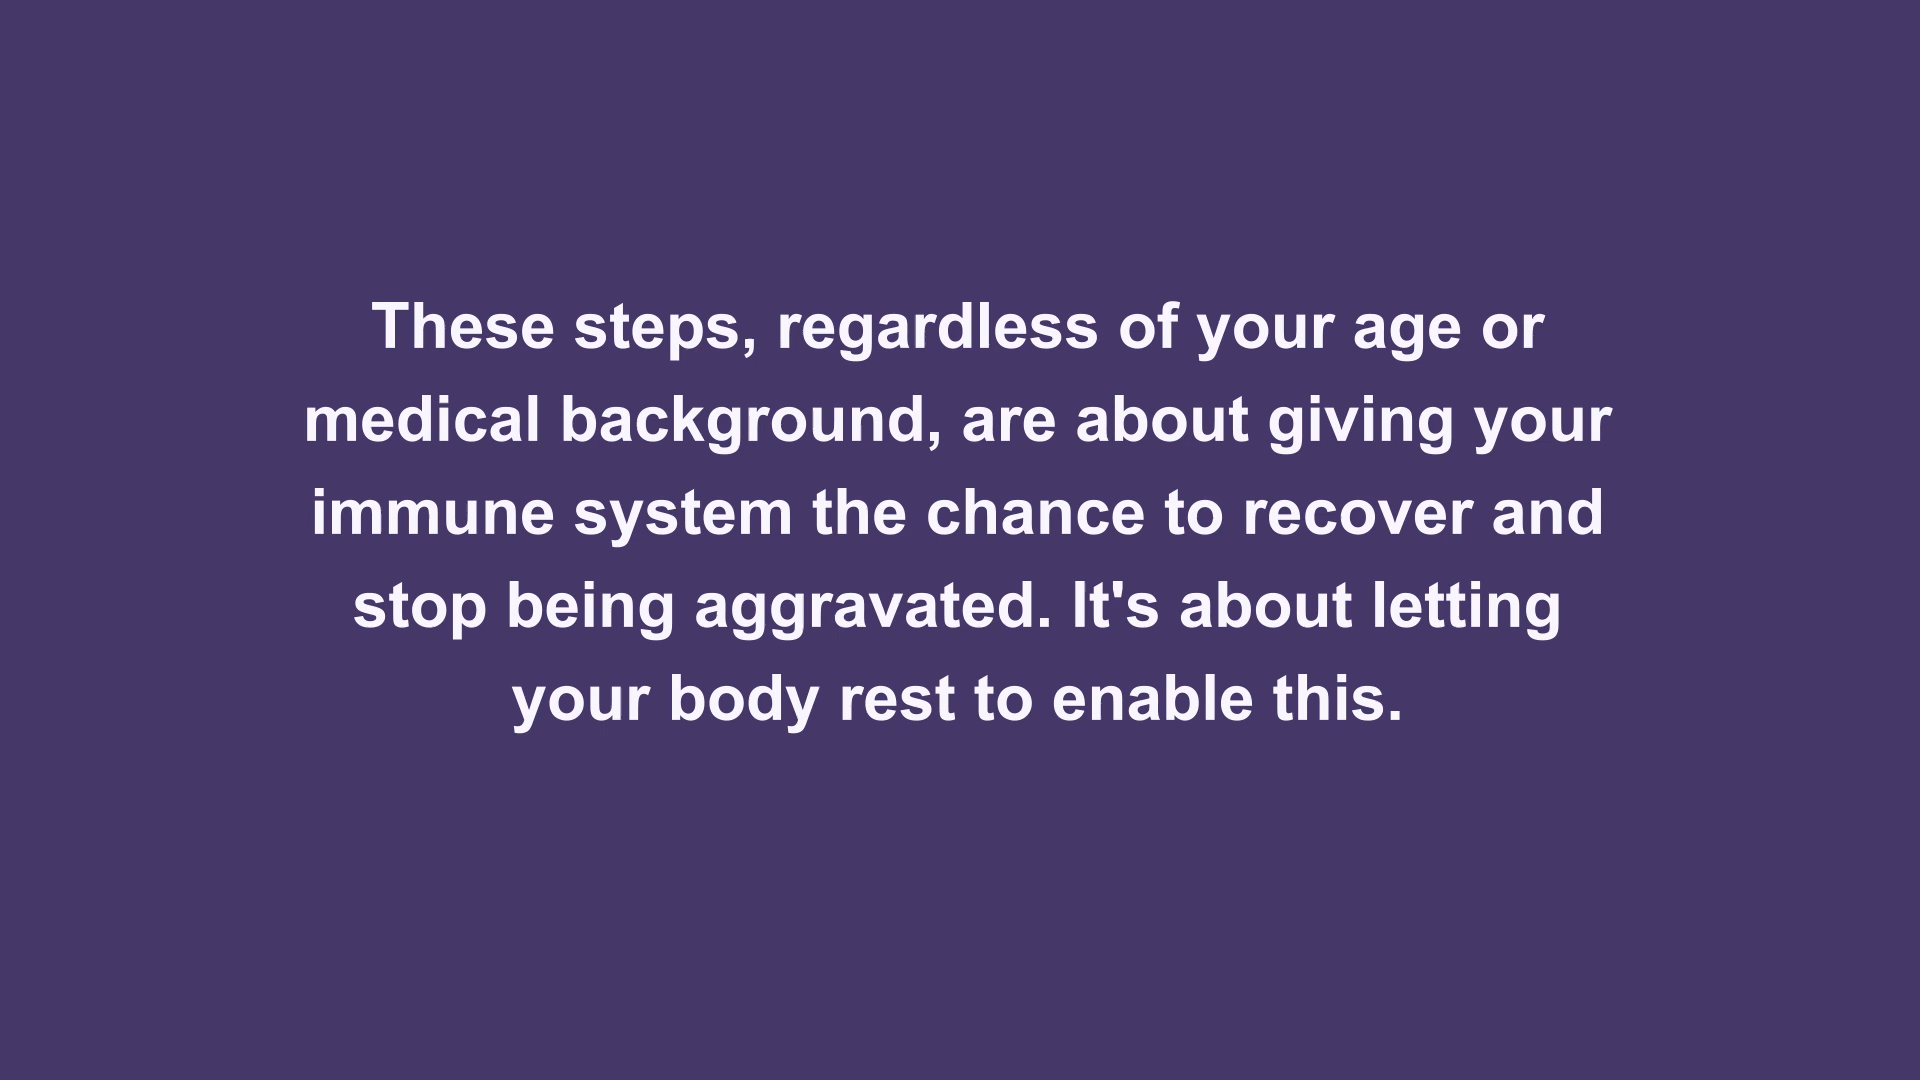 These steps, regardless of your age or
medical background, are about giving your
immune system the chance to recover and
stop being aggravated. It's about letting
your body rest to enable this.